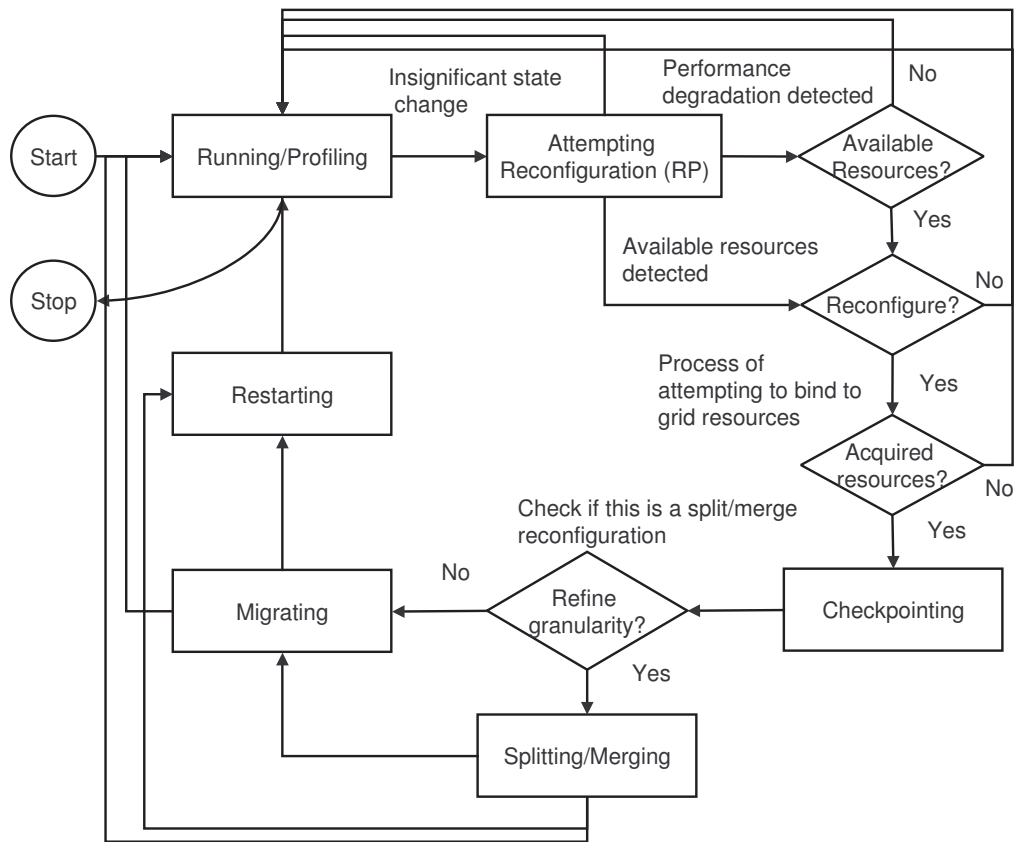 Insignificant state
change
Performance
degradation detected
No
Start
Running/Profiling
Attempting
Reconfiguration (RP)
Available
Resources?
Yes
Available resources
detected
Stop
Reconfigure?
No
Process of
attempting to bind to
grid resources
Yes
Restarting
Acquired
resources?
No
Check if this is a split/merge
reconfiguration
Yes
No
Migrating
Refine
granularity?
Checkpointing
Yes
Splitting/Merging